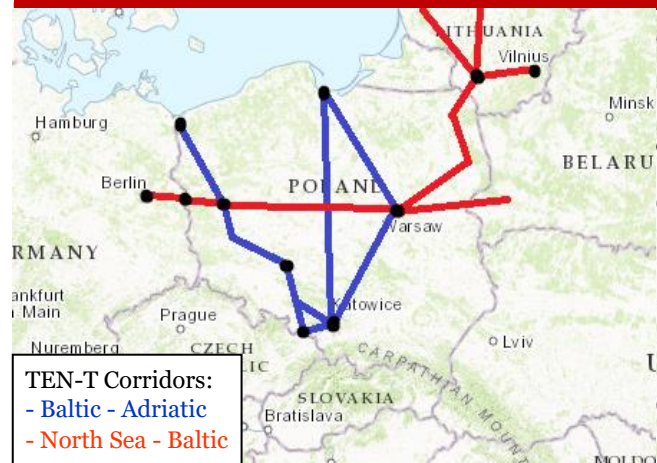 LITHUANIA
Vilnius
Minsk
Hamburg
BELARU
Berlin
POLAND
Warsaw
RMANY
ankfurt
n Main
Katowice
Prague
Lviv
Nuremberg
CZECH
LIC
CARPATHIAN MOUNT
SLOVAKIA
U
TEN-T Corridors:
- Baltic - Adriatic
- North Sea - Baltic
Bratislava
MOLDO